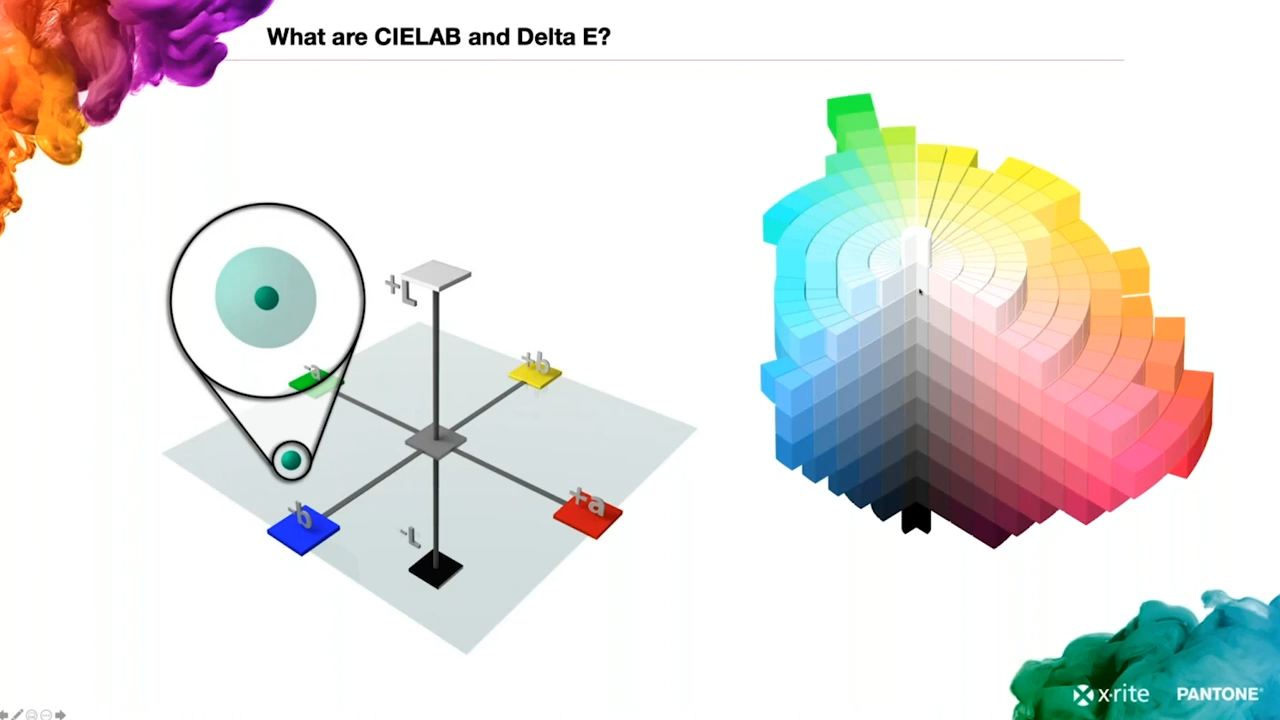 What are CIELAB and Delta E?
+L
-a
+b
-b
+a
-L
x·rite PANTONE®